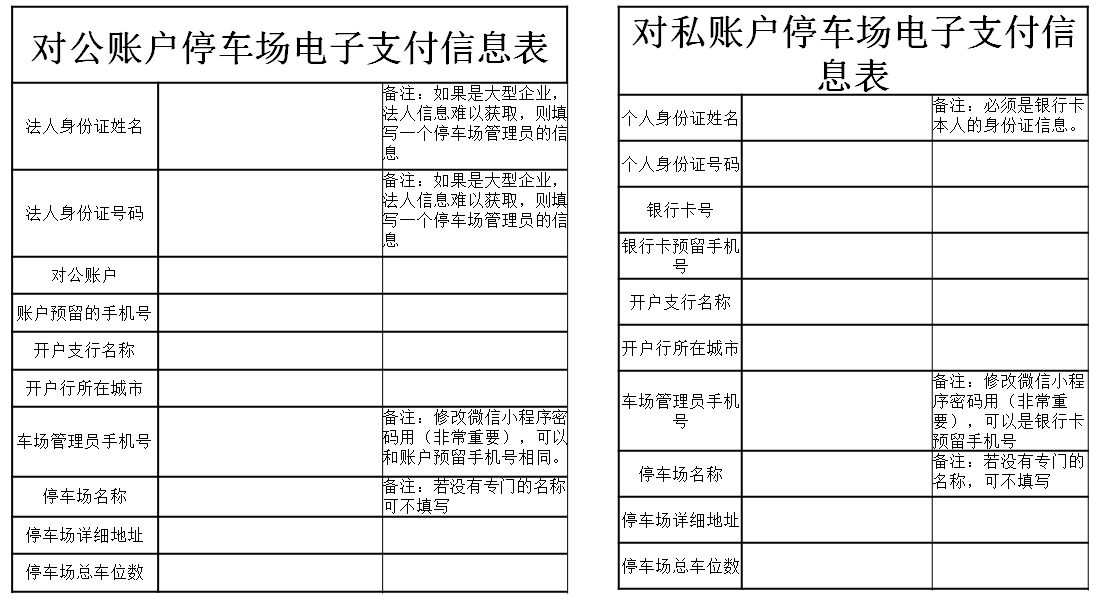 对公账户停车场电子支付信息表
法人身份证姓名
备注：如果是大型企业，
法人信息难以获取，则填
写一个停车场管理员的信
息
法人身份证号码
备注：如果是大型企业，
法人信息难以获取，则填
写一个停车场管理员的信
息
对公账户
账户预留的手机号
开户支行名称
开户行所在城市
车场管理员手机号
备注：修改微信小程序密
码用（非常重要），可以
和账户预留手机号相同。
停车场名称
备注：若没有专门的名称
可不填写
停车场详细地址
停车场总车位数
对私账户停车场电子支付信
息表
个人身份证姓名
备注：必须是银行卡
本人的身份证信息。
个人身份证号码
银行卡号
银行卡预留手机
号
开户支行名称
开户行所在城市
车场管理员手机
号
备注：修改微信小程
序密码用（非常重
要），可以是银行卡
预留手机号
停车场名称
备注：若没有专门的
名称，可不填写
停车场详细地址
停车场总车位数